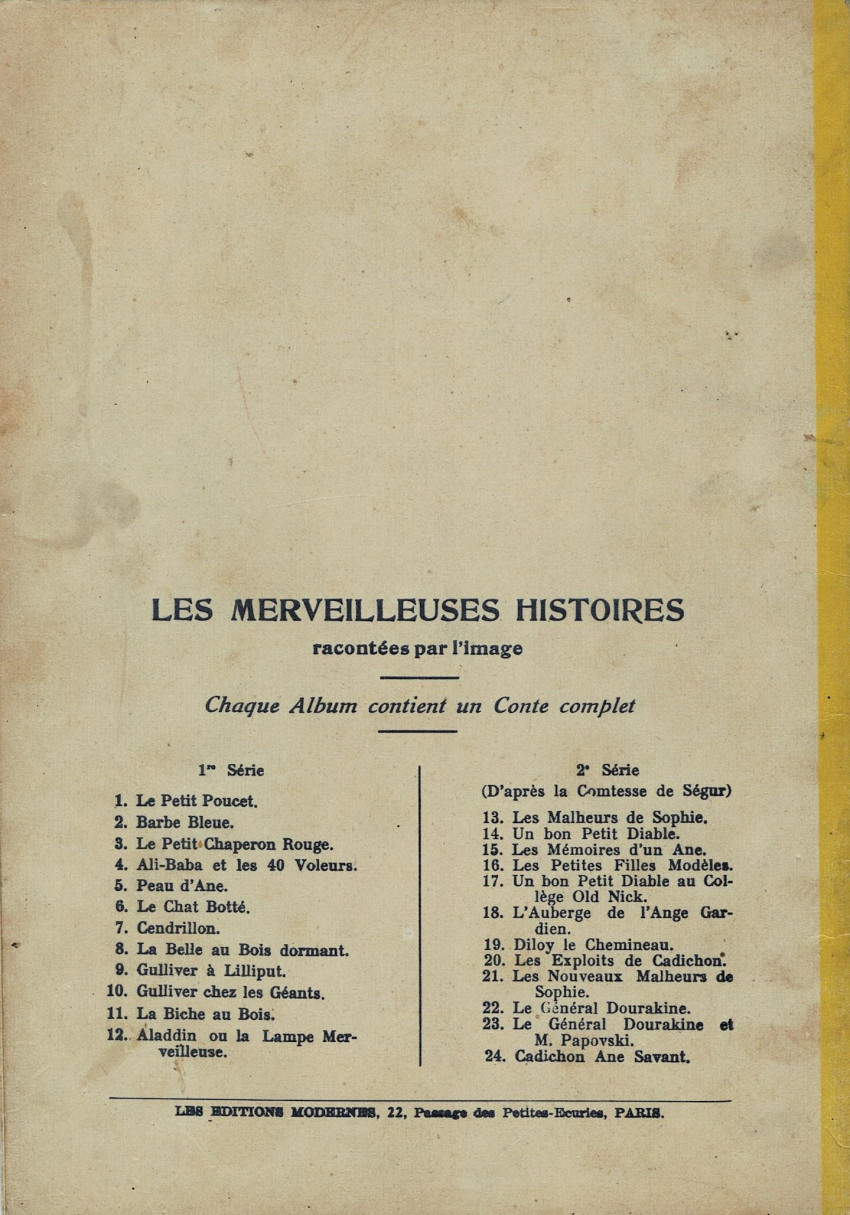 LES MERVEILLEUSES HISTOIRES
racontées par l'image
Chaque Album contient un Conte complet
1re Série
1. Le Petit Poucet.
2. Barbe Bleue.
3. Le Petit Chaperon Rouge.
4. Ali-Baba et les 40 Voleurs.
5. Peau d'Ane.
6. Le Chat Botté.
7. Cendrillon.
8. La Belle au Bois dormant.
9. Gulliver à Lilliput.
10. Gulliver chez les Géants.
11. La Biche au Bois.
12. Aladdin ou la Lampe Mer-
veilleuse.
2e Série
(D'après la Comtesse de Ségur)
13. Les Malheurs de Sophie.
14. Un bon Petit Diable.
15. Les Mémoires d'un Ane.
16. Les Petites Filles Modèles.
17. Un bon Petit Diable au Col-
lège Old Nick.
18. L'Auberge de l'Ange Gar-
dien.
19. Diloy le Chemineau.
20. Les Exploits de Cadichon.
21. Les Nouveaux Malheurs de
Sophie.
22. Le Général Dourakine.
23. Le Général Dourakine et
M. Papovski.
24. Cadichon Ane Savant.
LES EDITIONS MODERNES, 22, Passage des Petites-Ecuries, PARIS.